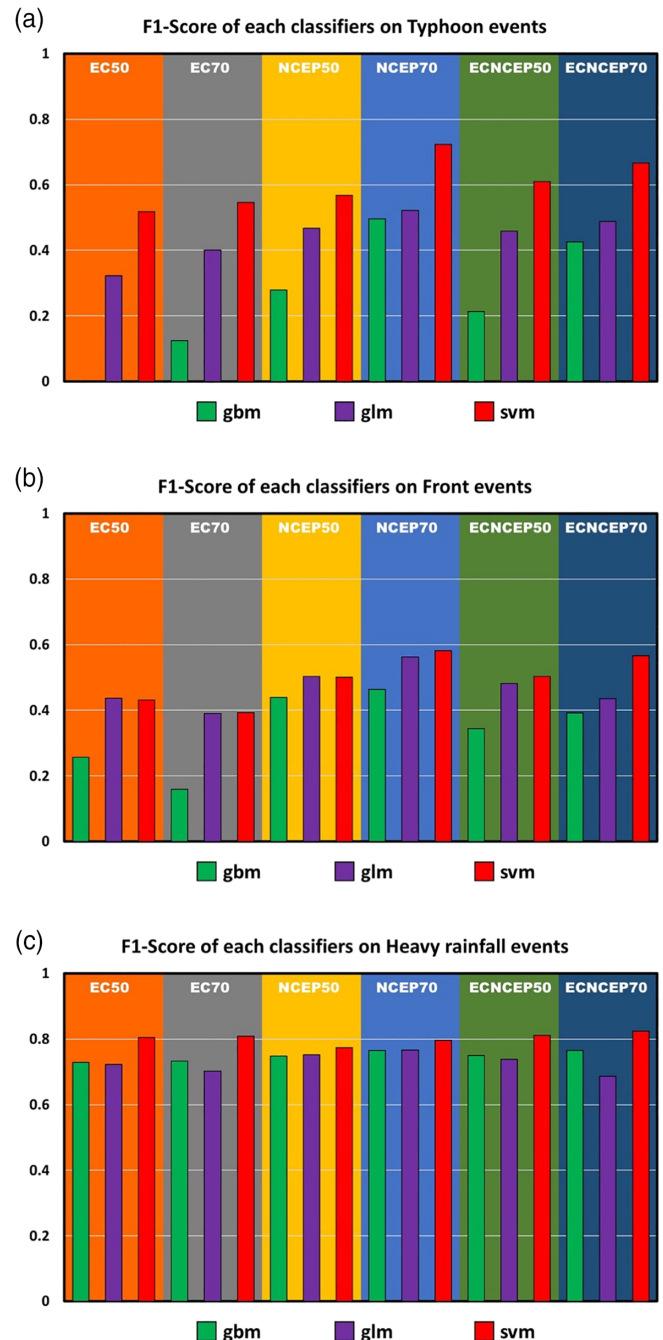 (a)
F1-Score of each classifiers on Typhoon events
1
EC50 EC70 NCEP50 NCEP70 ECNCEP50 ECNCEP70
0.8
0.6
0.4
0.2
0
gbm glm svm
(b)
F1-Score of each classifiers on Front events
1
EC50 EC70 NCEP50 NCEP70 ECNCEP50 ECNCEP70
0.8
0.6
0.4
0.2
0
gbm glm svm
(c)
F1-Score of each classifiers on Heavy rainfall events
1
EC50 EC70 NCEP50 NCEP70 ECNCEP50 ECNCEP70
0.8
0.6
0.4
0.2
0
gbm glm svm